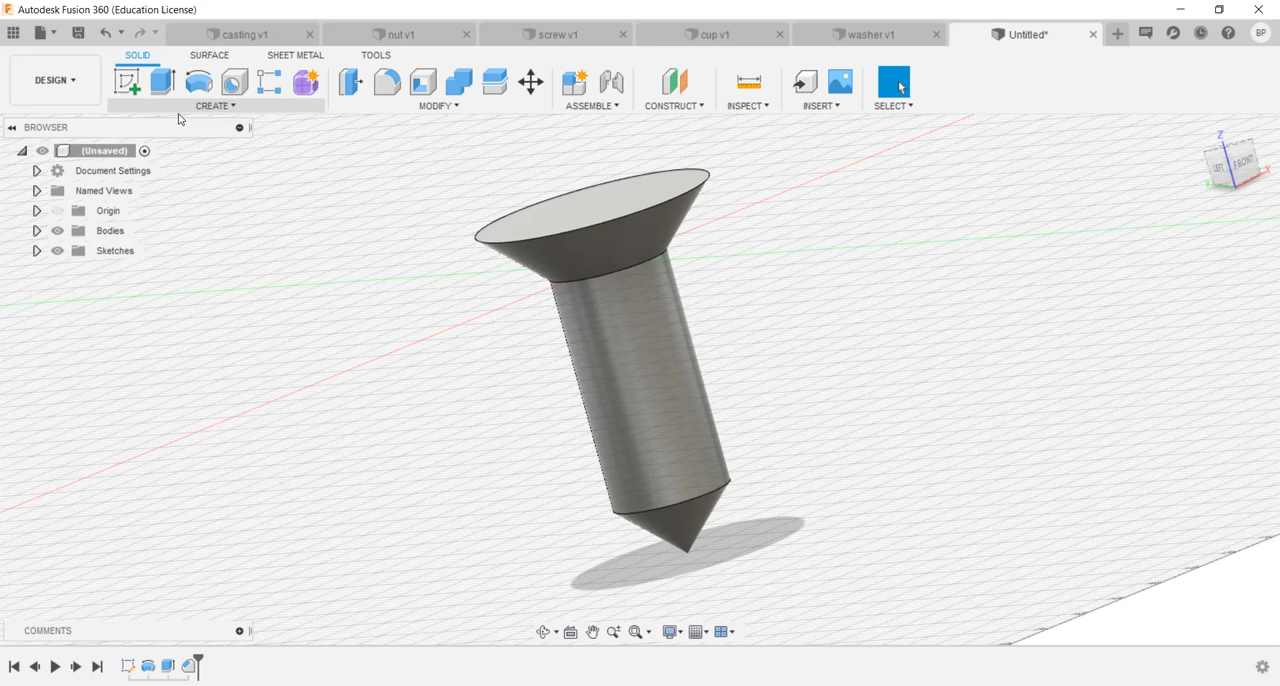 Autodesk Fusion 360 (Education License)
casting v1
nut v1
screw v1
cup v1
washer v1
Untitled*
BP
DESIGN
SOLID
SURFACE
SHEET METAL
TOOLS
CREATE
MODIFY
ASSEMBLE
CONSTRUCT
INSPECT
INSERT
SELECT
BROWSER
(Unsaved)
Document Settings
Named Views
Origin
Bodies
Sketches
Z
LEFT
FRONT
X
Y
COMMENTS